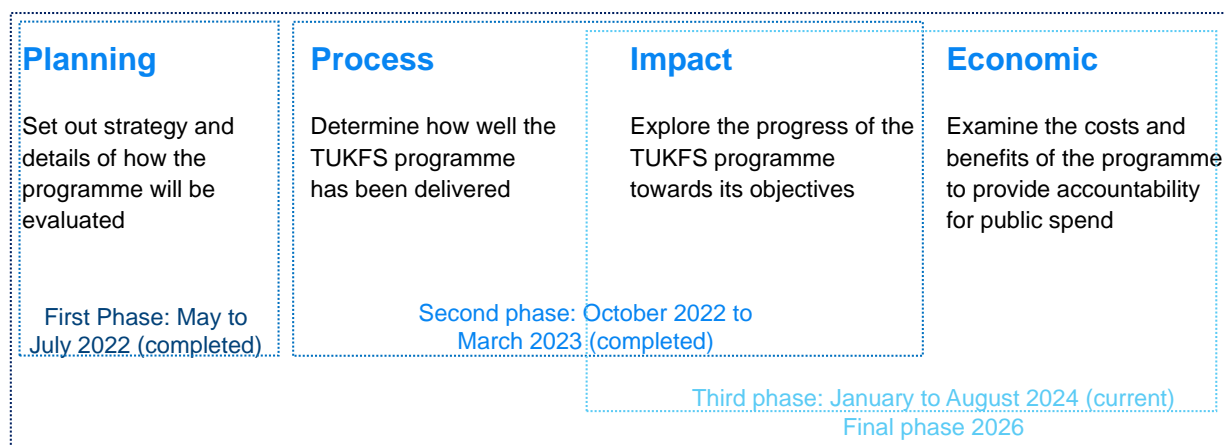 Planning
Set out strategy and
details of how the
programme will be
evaluated
First Phase: May to
July 2022 (completed)
Process
Determine how well the
TUKFS programme
has been delivered
Impact
Explore the progress of the
TUKFS programme
towards its objectives
Second phase: October 2022 to
March 2023 (completed)
Economic
Examine the costs and
benefits of the programme
to provide accountability
for public spend
Third phase: January to August 2024 (current)
Final phase 2026